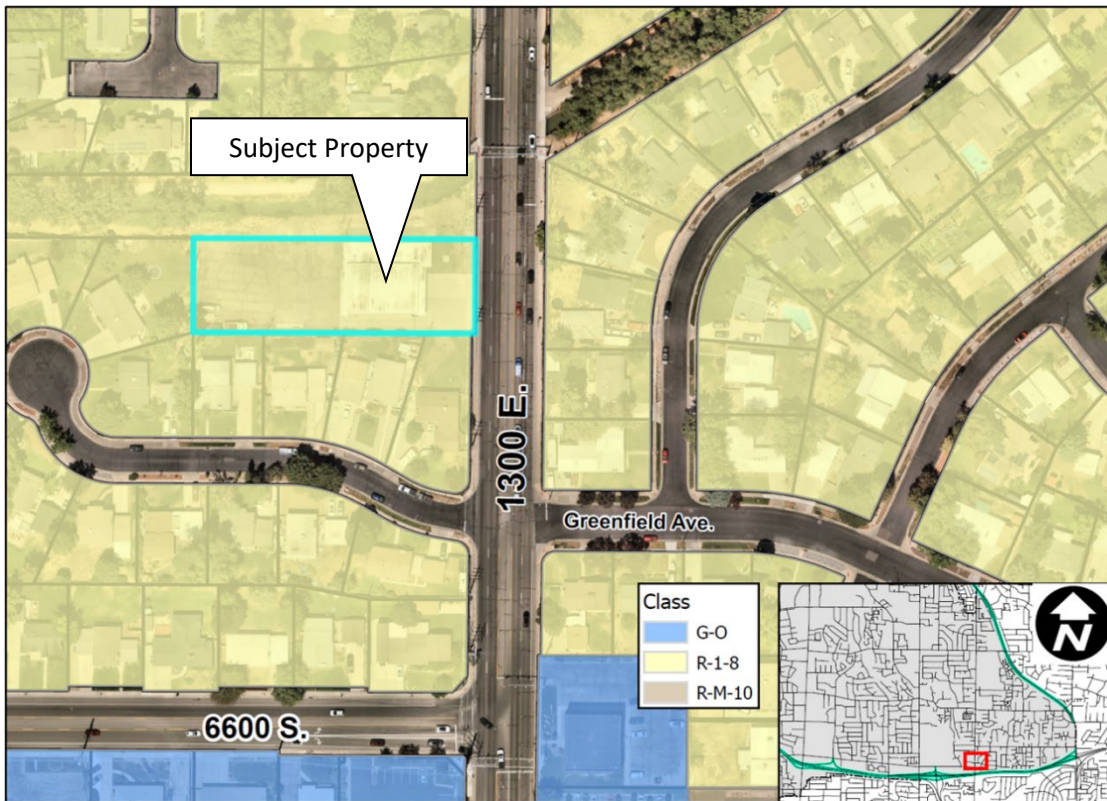 Subject Property
1300 E.
Greenfield Ave.
6600 S.
Class
G-O
R-1-8
R-M-10
N